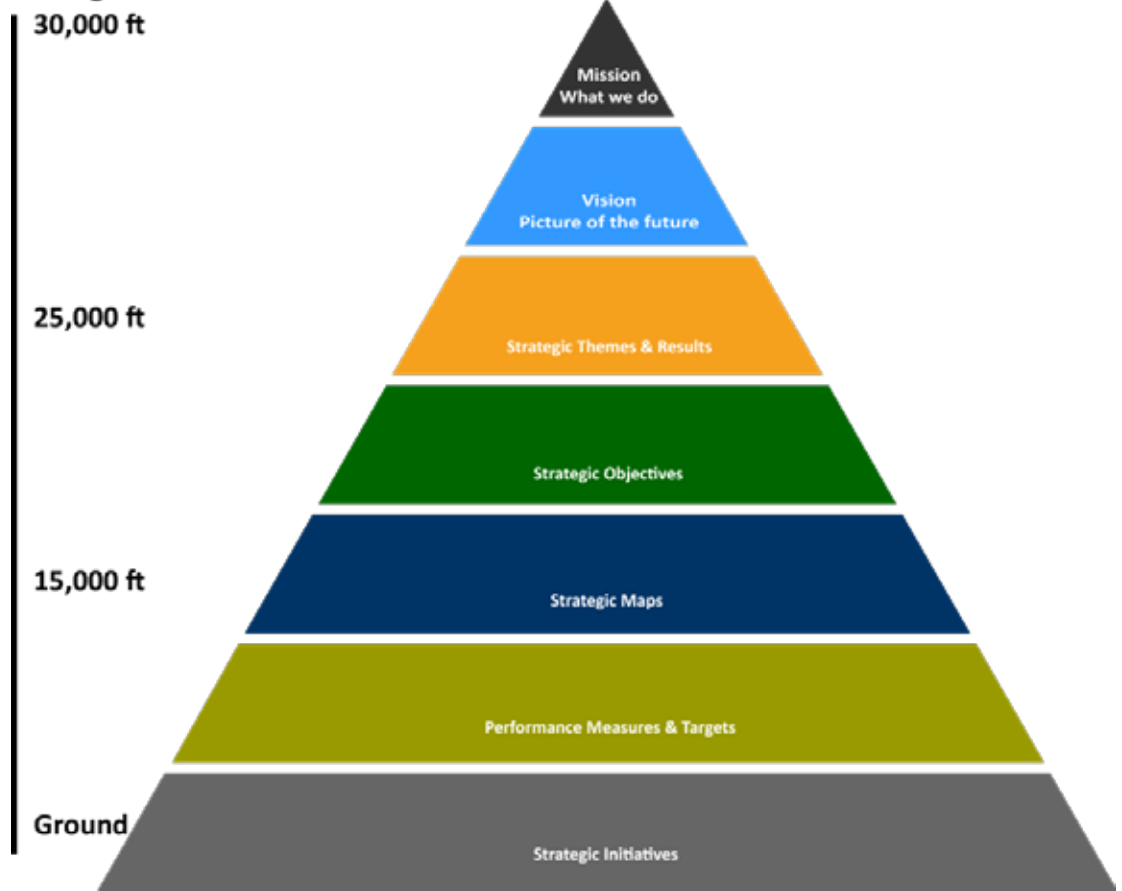 30,000 ft
Mission
What we do
Vision
Picture of the future
25,000 ft
Strategic Themes & Results
Strategic Objectives
15,000 ft
Strategic Maps
Performance Measures & Targets
Ground
Strategic Initiatives